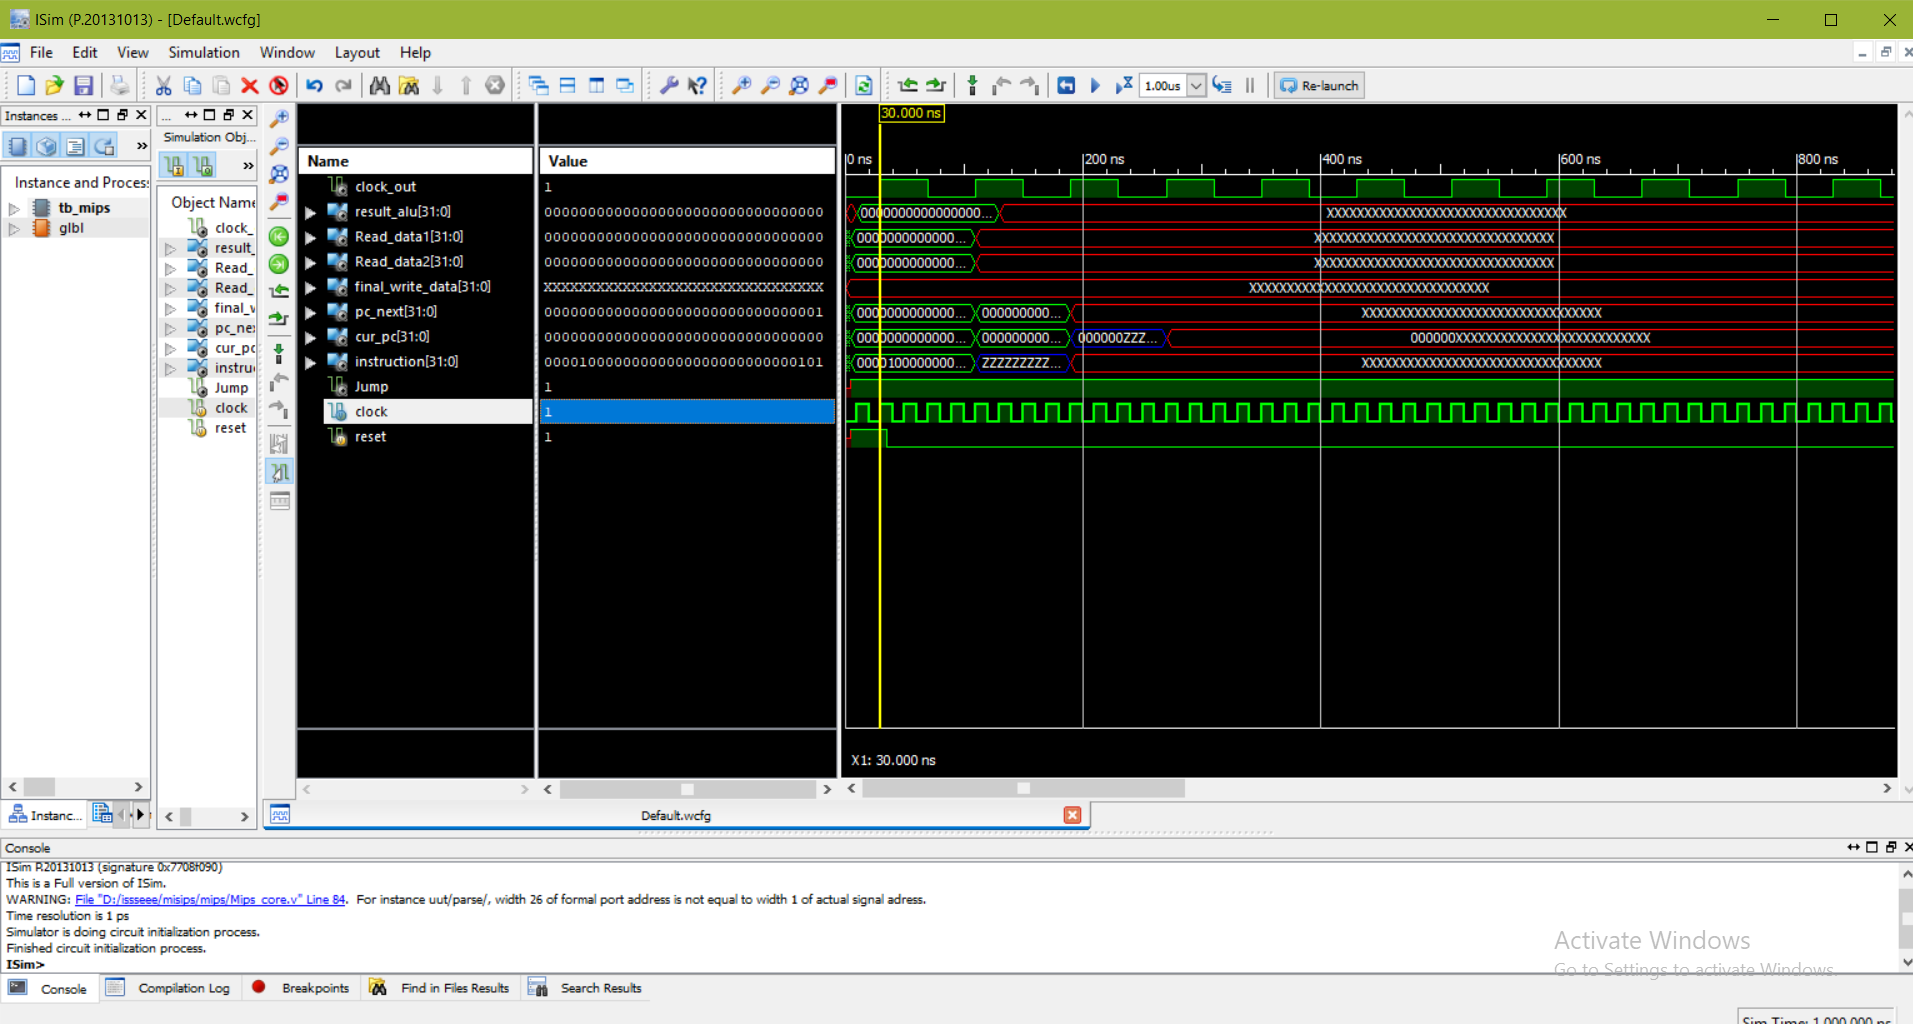 ISim (P.20131013) - [Default.wcfg]
File Edit View Simulation Window Layout Help
1.00us
Re-launch
Instances ...
...
Simulation Obj...
Instance and Process
tb_mips
glbl
Object Name
clock_
result_
Read_
Read_
final_v
pc_ne
cur_pc
instru
Jump
clock
reset
Name Value
clock_out 1
result_alu[31:0] 00000000000000000000000000000000
Read_data1[31:0] 00000000000000000000000000000000
Read_data2[31:0] 00000000000000000000000000000000
final_write_data[31:0] XXXXXXXXXXXXXXXXXXXXXXXXXXXXXXXX
pc_next[31:0] 00000000000000000000000000000001
cur_pc[31:0] 00000000000000000000000000000000
instruction[31:0] 00001000000000000000000000000101
Jump 1
clock 1
reset 1
30.000 ns
0 ns 200 ns 400 ns 600 ns 800 ns
0000000000000000... XXXXXXXXXXXXXXXXXXXXXXXXXXXXXXXX
0000000000000... XXXXXXXXXXXXXXXXXXXXXXXXXXXXXXXX
0000000000000... XXXXXXXXXXXXXXXXXXXXXXXXXXXXXXXX
XXXXXXXXXXXXXXXXXXXXXXXXXXXXXXXX
0000000000000... 000000000... XXXXXXXXXXXXXXXXXXXXXXXXXXXXXXXX
0000000000000... 000000000... 000000ZZZ... 000000XXXXXXXXXXXXXXXXXXXXXXXXXX
0000100000000... ZZZZZZZZZ... XXXXXXXXXXXXXXXXXXXXXXXXXXXXXXXX
X1: 30.000 ns
Instanc...
Default.wcfg
Console
ISim P.20131013 (signature 0x7708f090)
This is a Full version of ISim.
WARNING: File "D:/issseee/misips/mips/Mips_core.v" Line 84. For instance uut/parse/, width 26 of formal port address is not equal to width 1 of actual signal adress.
Time resolution is 1 ps
Simulator is doing circuit initialization process.
Finished circuit initialization process.
ISim>
Activate Windows
Go to Settings to activate Windows.
Console Compilation Log Breakpoints Find in Files Results Search Results
Sim Time: 1,000,000 ps